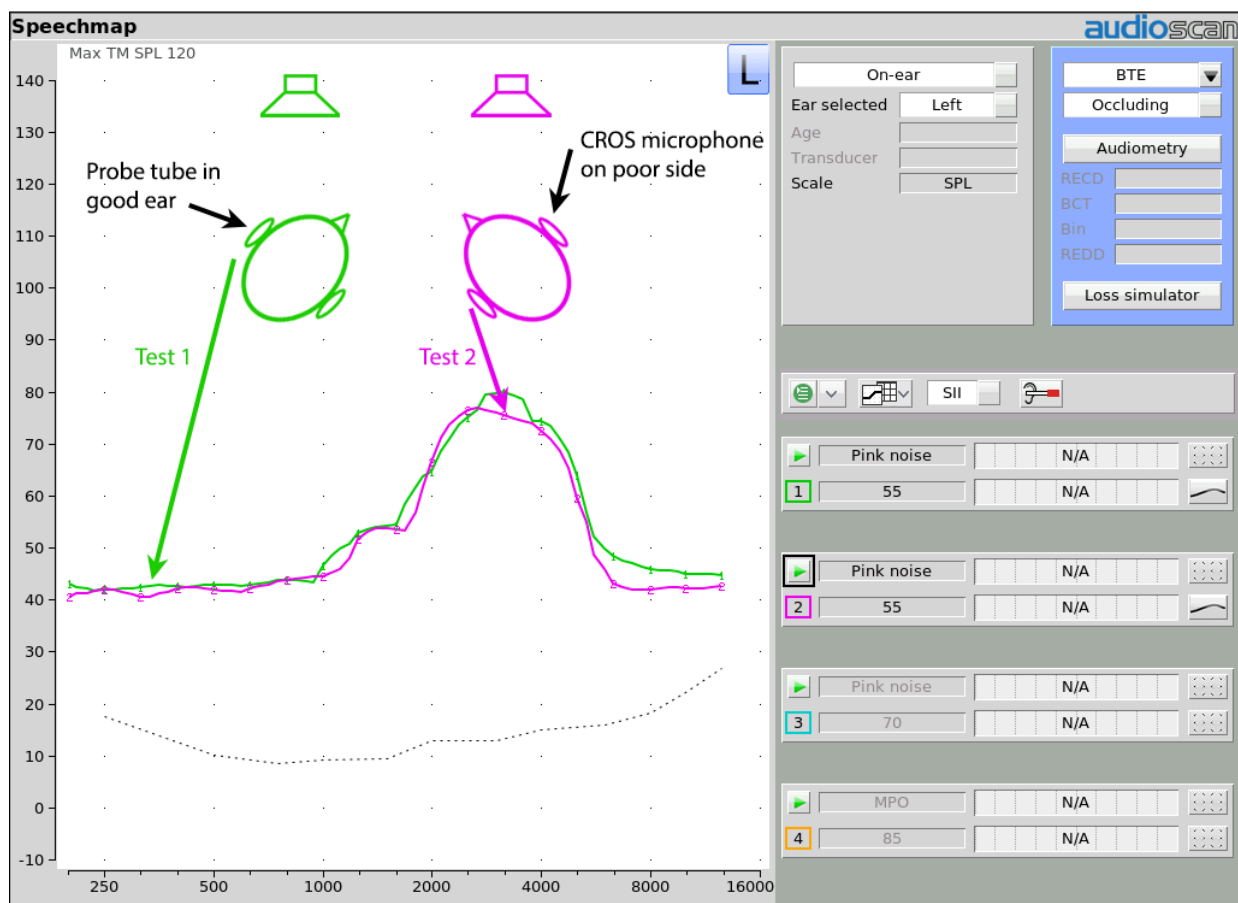 Speechmap
audioscan
Max TM SPL 120
L
140
130
120
110
100
90
80
70
60
50
40
30
20
10
0
-10
250
500
1000
2000
4000
8000
16000
Probe tube in
good ear
CROS microphone
on poor side
Test 1
Test 2
On-ear
Ear selected Left
Age
Transducer
Scale SPL
BTE
Occluding
Audiometry
RECD
BCT
Bin
REDD
Loss simulator
SII
Pink noise N/A
1 55 N/A
Pink noise N/A
2 55 N/A
Pink noise N/A
3 70 N/A
MPO N/A
4 85 N/A